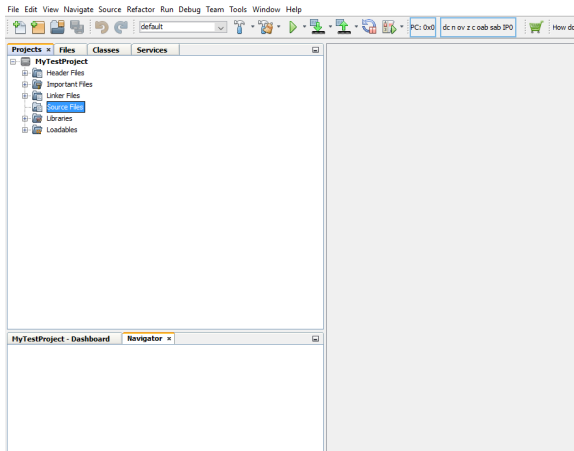 File Edit View Navigate Source Refactor Run Debug Team Tools Window Help
default PC: 0x0 dc n ov z c oab sab IP0 How do
Projects × Files Classes Services
MyTestProject
Header Files
Important Files
Linker Files
Source Files
Libraries
Loadables
MyTestProject - Dashboard Navigator ×